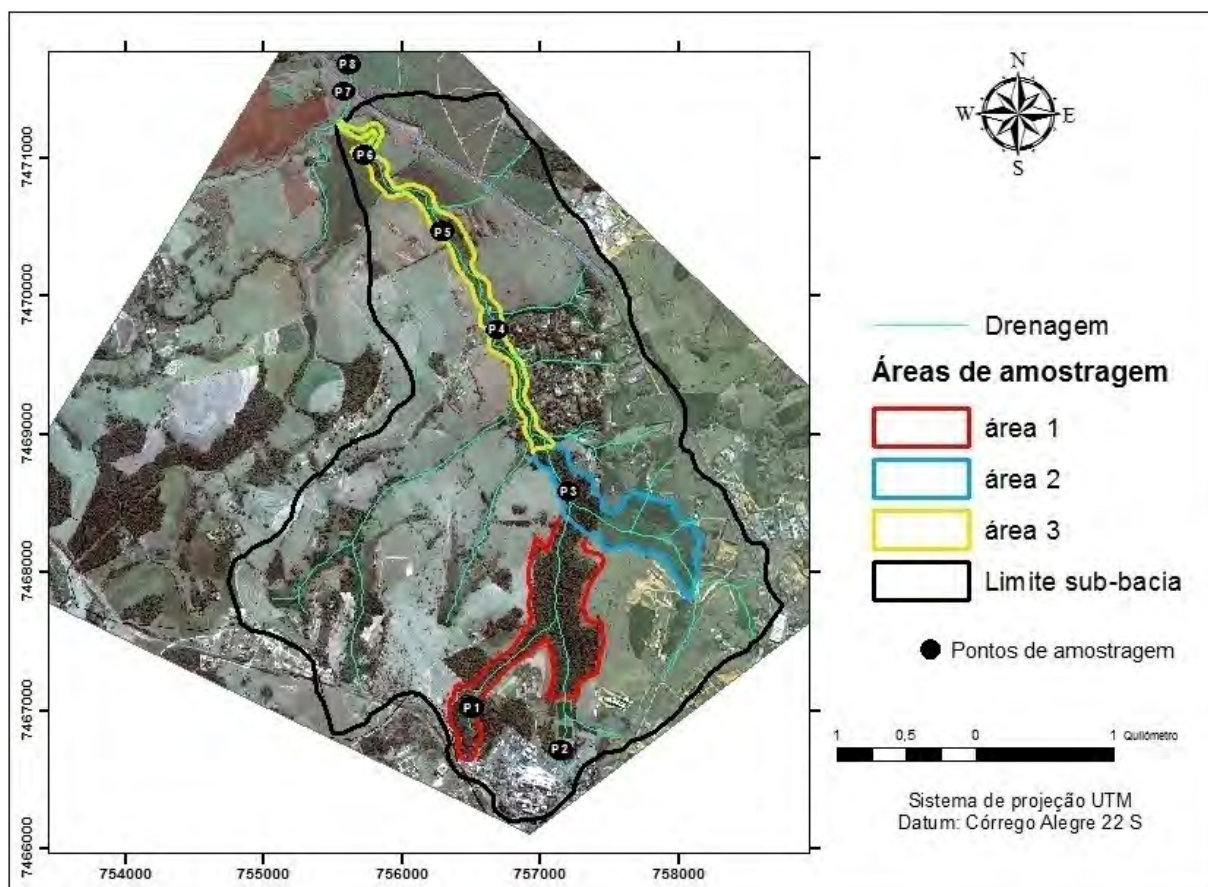 P8
P7
P6
P5
P4
P3
P1
P2
7471000
7470000
7469000
7468000
7467000
7466000
754000
755000
756000
757000
758000
N
W E
S
Drenagem
Áreas de amostragem
área 1
área 2
área 3
Limite sub-bacia
Pontos de amostragem
1 0,5 0 1 Quilómetro
Sistema de projeção UTM
Datum: Córrego Alegre 22 S